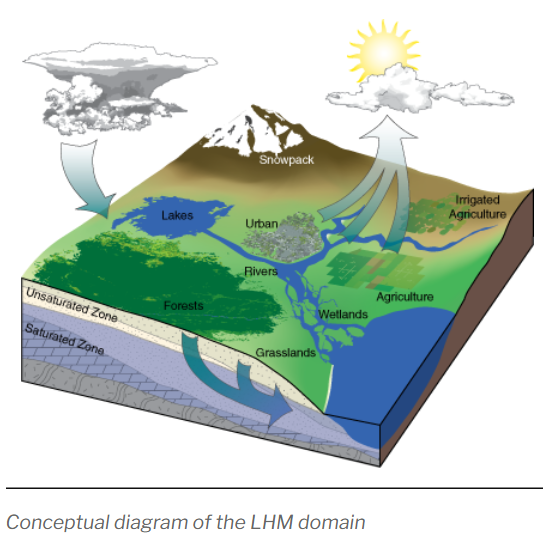 Snowpack
Irrigated
Agriculture
Lakes
Urban
Rivers
Agriculture
Unsaturated Zone
Forests
Wetlands
Saturated Zone
Grasslands
Conceptual diagram of the LHM domain